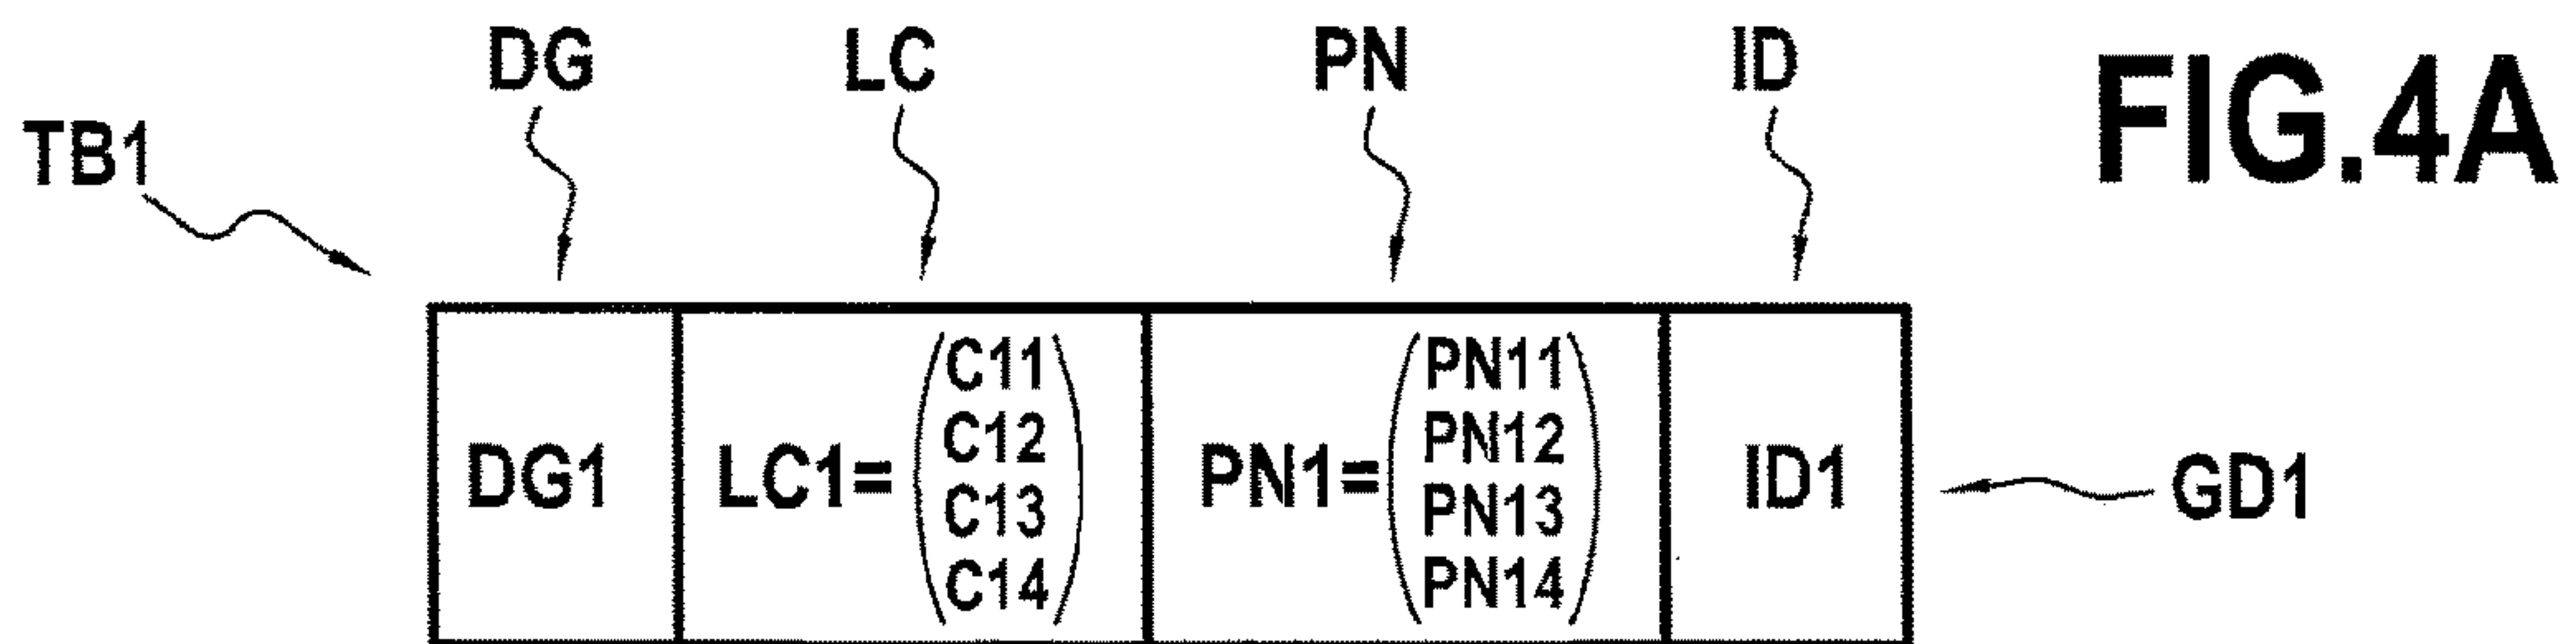 DG LC PN ID FIG.4A
TB1
C11 PN11
C12 PN12
DG1 LC1= PN1= ID1 GD1
C13 PN13
C14 PN14